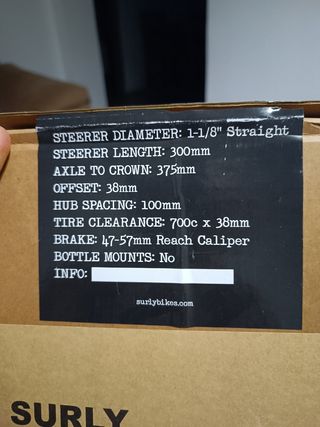 STEERER DIAMETER: 1-1/8" Straight
STEERER LENGTH: 300mm
AXLE TO CROWN: 375mm
OFFSET: 38mm
HUB SPACING: 100mm
TIRE CLEARANCE: 700c x 38mm
BRAKE: 47-57mm Reach Caliper
BOTTLE MOUNTS: No
INFO:
surlybikes.com
SURLY